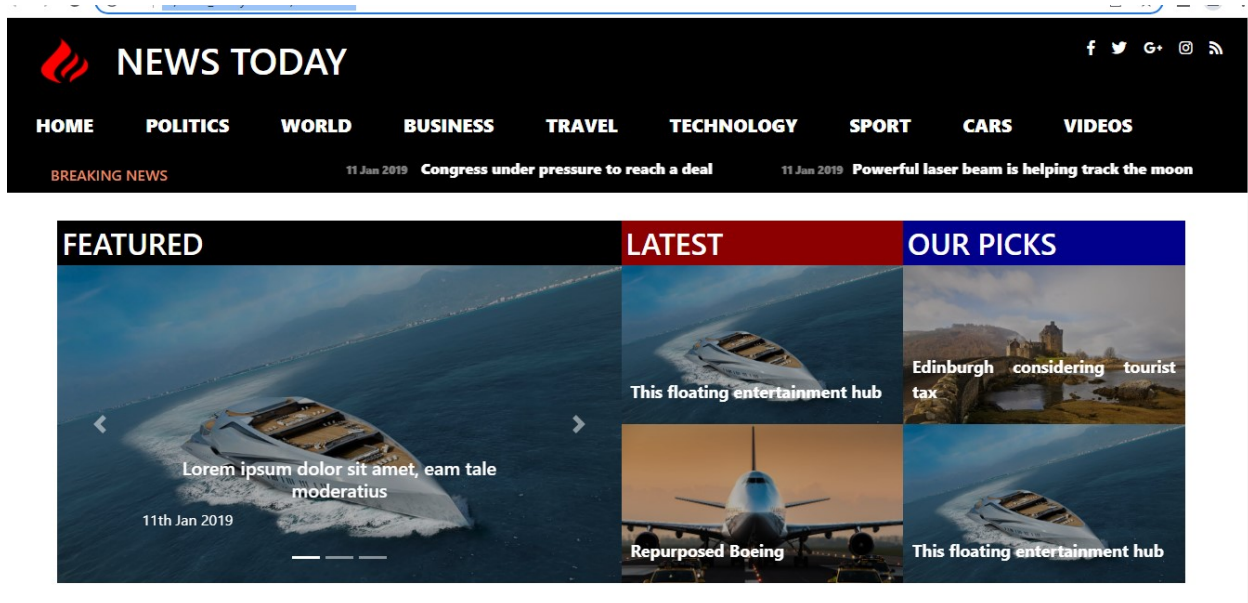 NEWS TODAY
HOME POLITICS WORLD BUSINESS TRAVEL TECHNOLOGY SPORT CARS VIDEOS
BREAKING NEWS 11 Jan 2019 Congress under pressure to reach a deal 11 Jan 2019 Powerful laser beam is helping track the moon
FEATURED LATEST OUR PICKS
Lorem ipsum dolor sit amet, eam tale
moderatius
11th Jan 2019
This floating entertainment hub
Repurposed Boeing
Edinburgh considering tourist
tax
This floating entertainment hub